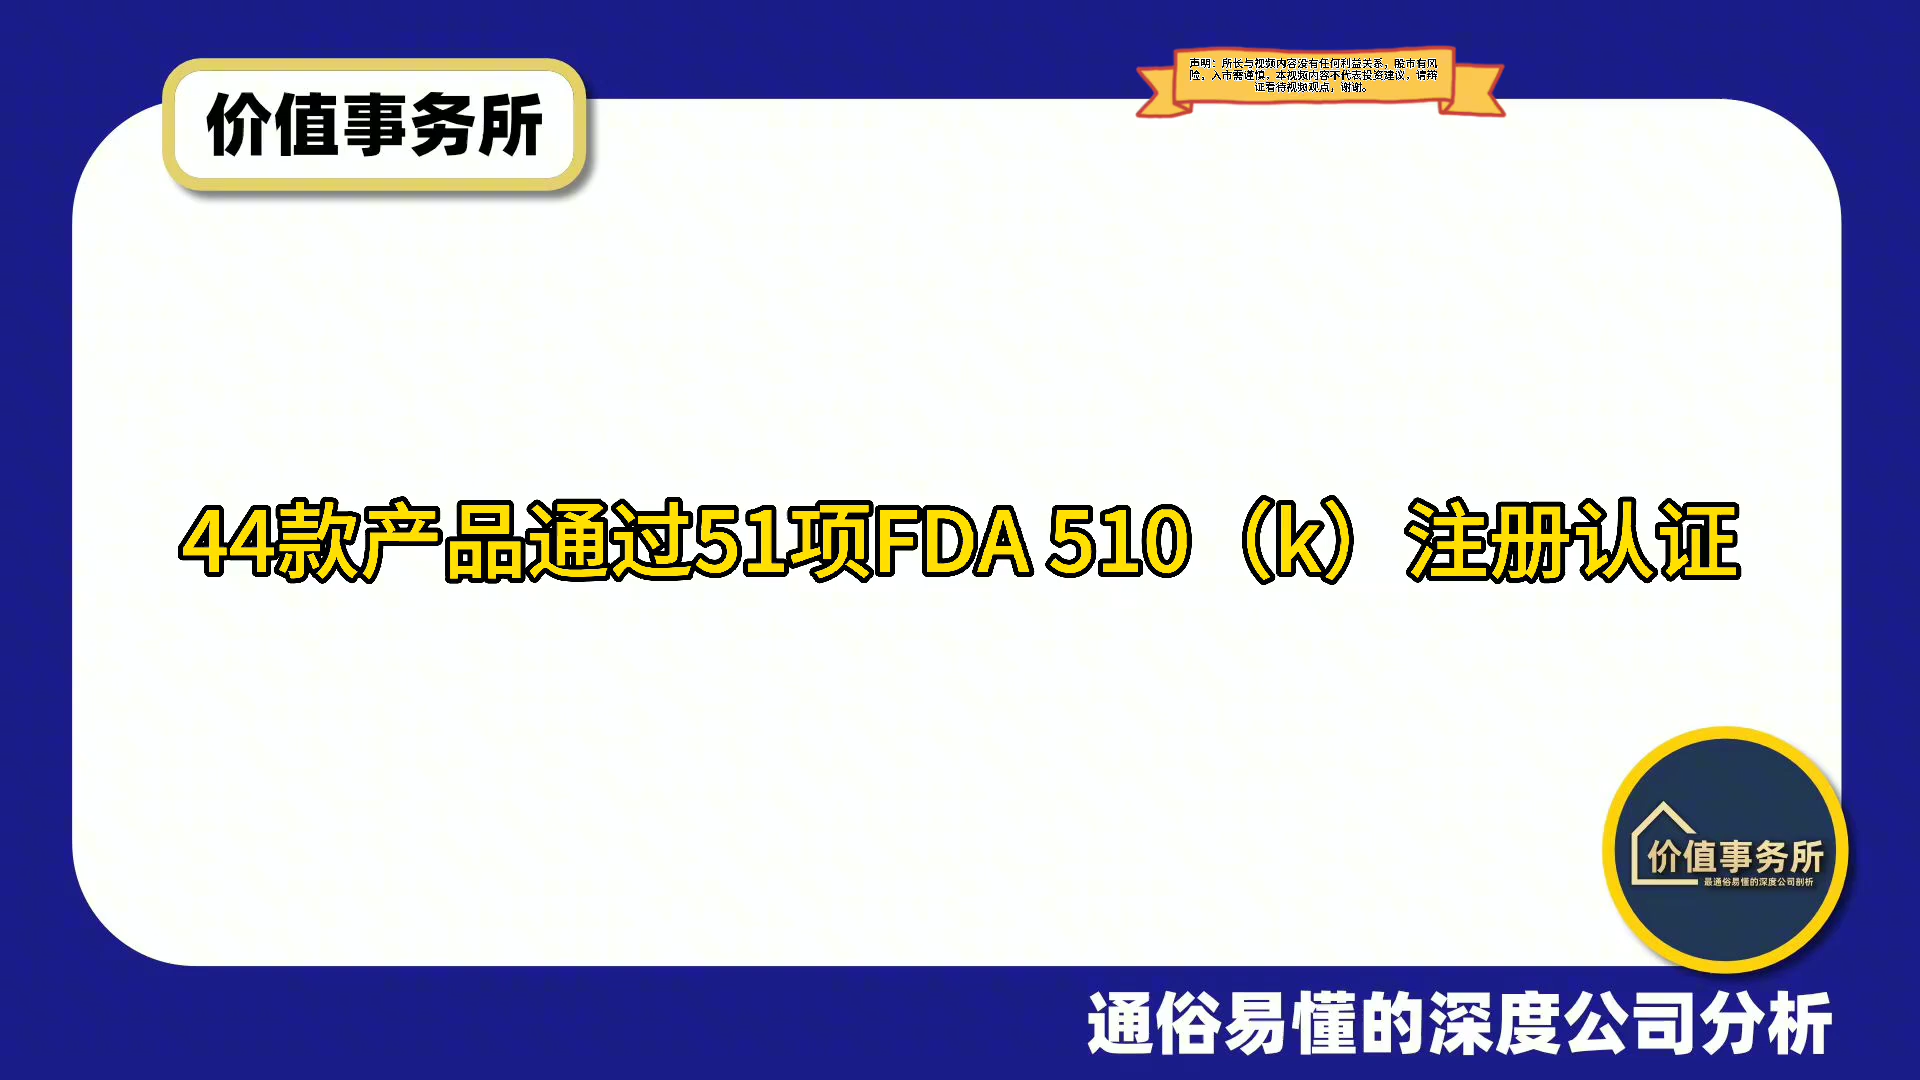 价值事务所
声明：所长与视频内容没有任何利益关系，股市有风
险，入市需谨慎，本视频内容不代表投资建议，请辩
证看待视频观点，谢谢。
44款产品通过51项FDA 510（k）注册认证
价值事务所
最通俗易懂的深度公司剖析
通俗易懂的深度公司分析